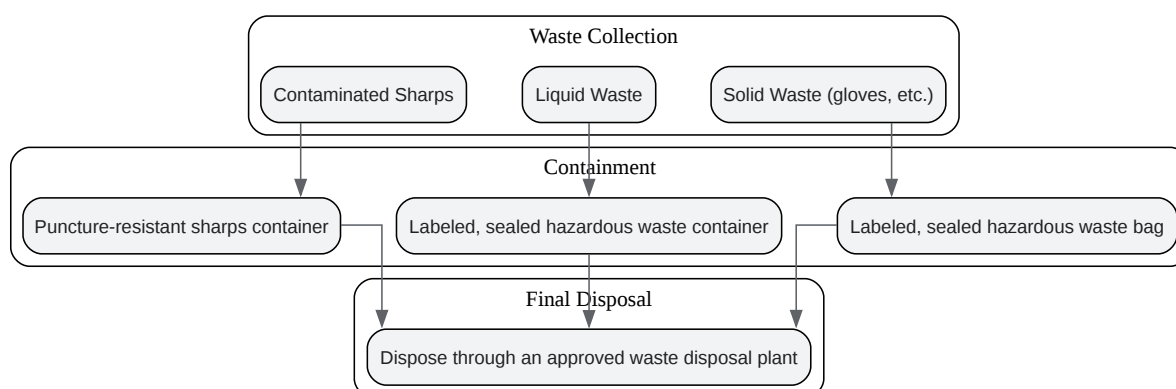 Waste Collection
Contaminated Sharps
Liquid Waste
Solid Waste (gloves, etc.)
Containment
Puncture-resistant sharps container
Labeled, sealed hazardous waste container
Labeled, sealed hazardous waste bag
Final Disposal
Dispose through an approved waste disposal plant